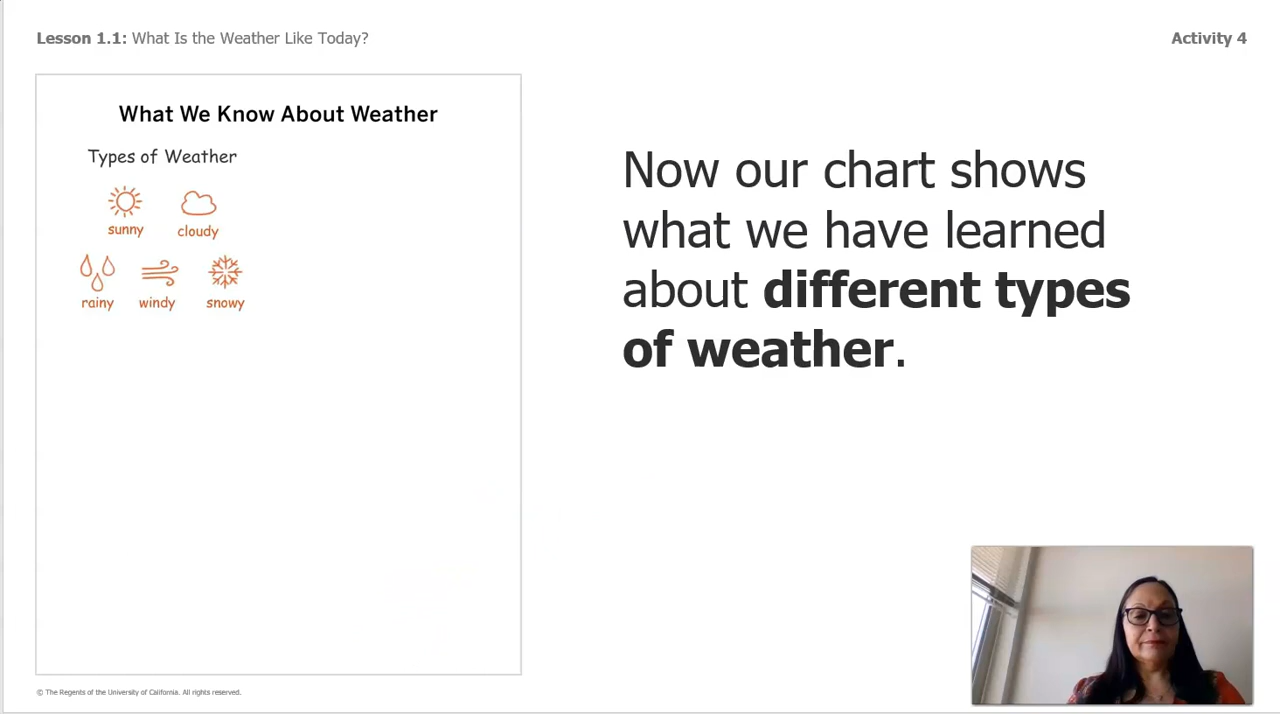 Lesson 1.1: What Is the Weather Like Today?
Activity 4
What We Know About Weather
Types of Weather
sunny cloudy
rainy windy snowy
Now our chart shows
what we have learned
about different types
of weather.
© The Regents of the University of California. All rights reserved.